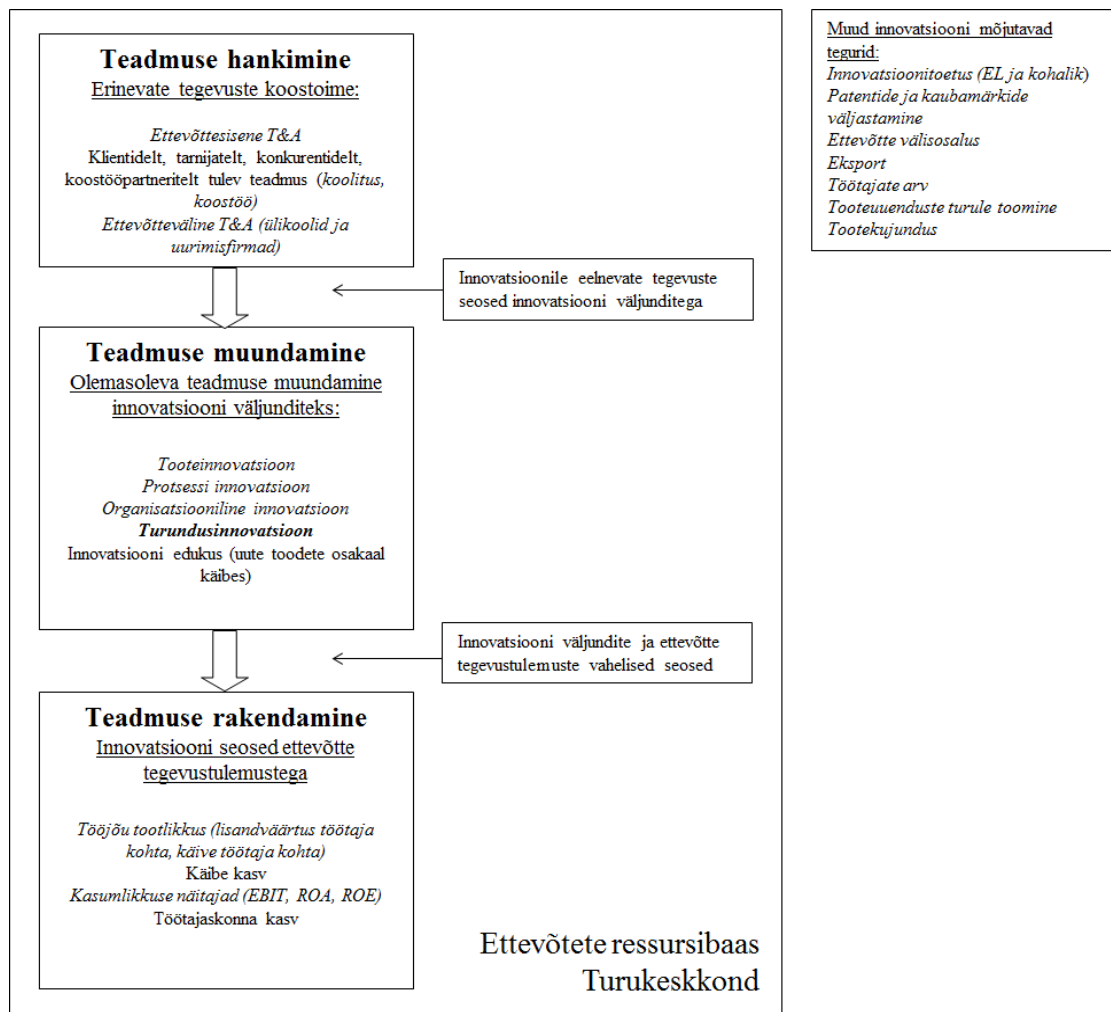 Teadmuse hankimine
Erinevate tegevuste koostoime:
Ettevõttesisene T&A
Klientidelt, tarnijatelt, konkurentidelt,
koostööpartneritelt tulev teadmus (koolitus,
koostöö)
Ettevõtteväline T&A (ülikoolid ja
uurimisfirmad)
Innovatsioonile eelnevate tegevuste
seosed innovatsiooni väljunditega
Teadmuse muundamine
Olemasoleva teadmuse muundamine
innovatsiooni väljunditeks:
Tooteinnovatsioon
Protsessi innovatsioon
Organisatsiooniline innovatsioon
Turundusinnovatsioon
Innovatsiooni edukus (uute toodete osakaal
käibes)
Innovatsiooni väljundite ja ettevõtte
tegevustulemuste vahelised seosed
Teadmuse rakendamine
Innovatsiooni seosed ettevõtte
tegevustulemustega
Tööjõu tootlikkus (lisandväärtus töötaja
kohta, käive töötaja kohta)
Käibe kasv
Kasumlikkuse näitajad (EBIT, ROA, ROE)
Töötajaskonna kasv
Ettevõtete ressursibaas
Turukeskkond
Muud innovatsiooni mõjutavad
tegurid:
Innovatsioonitoetus (EL ja kohalik)
Patentide ja kaubamärkide
väljastamine
Ettevõtte välisosalus
Eksport
Töötajate arv
Tooteuuenduste turule toomine
Tootekujundus